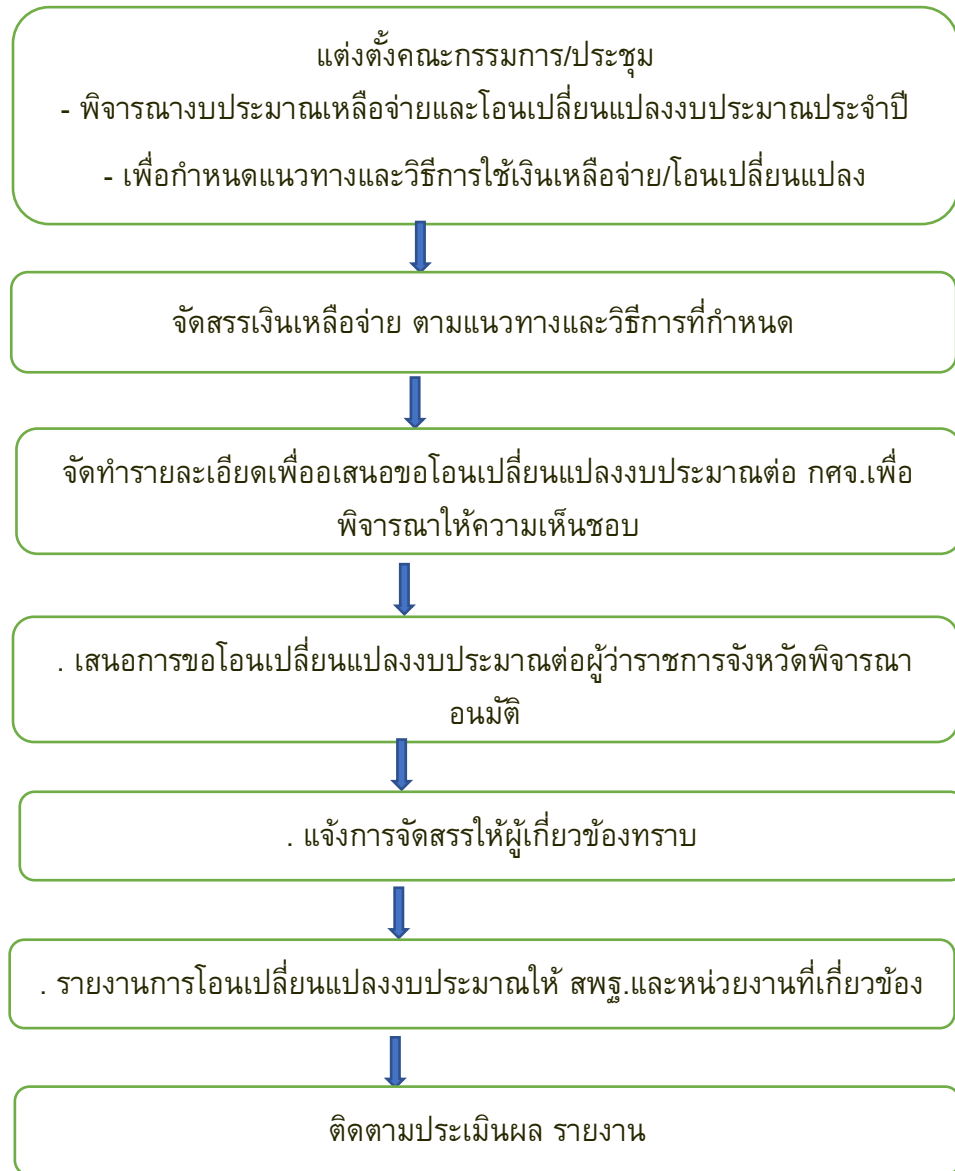 แต่งตั้งคณะกรรมการ/ประชุม
- พิจารณางบประมาณเหลือจ่ายและโอนเปลี่ยนแปลงงบประมาณประจำปี
- เพื่อกำหนดแนวทางและวิธีการใช้เงินเหลือจ่าย/โอนเปลี่ยนแปลง
จัดสรรเงินเหลือจ่าย ตามแนวทางและวิธีการที่กำหนด
จัดทำรายละเอียดเพื่ออเสนอขอโอนเปลี่ยนแปลงงบประมาณต่อ กศจ.เพื่อ
พิจารณาให้ความเห็นชอบ
. เสนอการขอโอนเปลี่ยนแปลงงบประมาณต่อผู้ว่าราชการจังหวัดพิจารณา
อนมัติ
. แจ้งการจัดสรรให้ผู้เกี่ยวข้องทราบ
. รายงานการโอนเปลี่ยนแปลงงบประมาณให้ สพฐ.และหน่วยงานที่เกี่ยวข้อง
ติดตามประเมินผล รายงาน